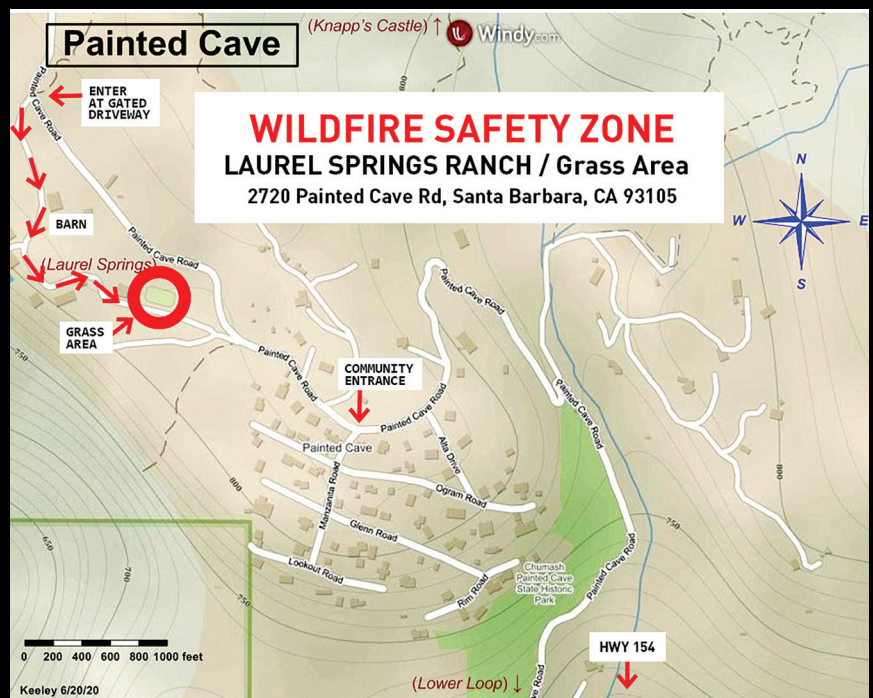 Painted Cave
(Knapp's Castle) ↑
Windy.com
ENTER
AT GATED
DRIVEWAY
WILDFIRE SAFETY ZONE
LAUREL SPRINGS RANCH / Grass Area
2720 Painted Cave Rd, Santa Barbara, CA 93105
Painted Cave Road
800
N
W
E
S
BARN
Painted Cave Road
(Laurel Springs)
Painted Cave Road
GRASS
AREA
750
Painted Cave Road
COMMUNITY
ENTRANCE
Painted Cave Road
Painted Cave Road
Painted Cave
Alta Drive
Manzanita Road
Ogram Road
800
800
Glenn Road
750
650
Lookout Road
700
750
Rim Road
Chumash
Painted Cave
State Historic
Park
Painted Cave Road
0 200 400 600 800 1000 feet
HWY 154
Keeley 6/20/20
(Lower Loop) ↓
ve Road